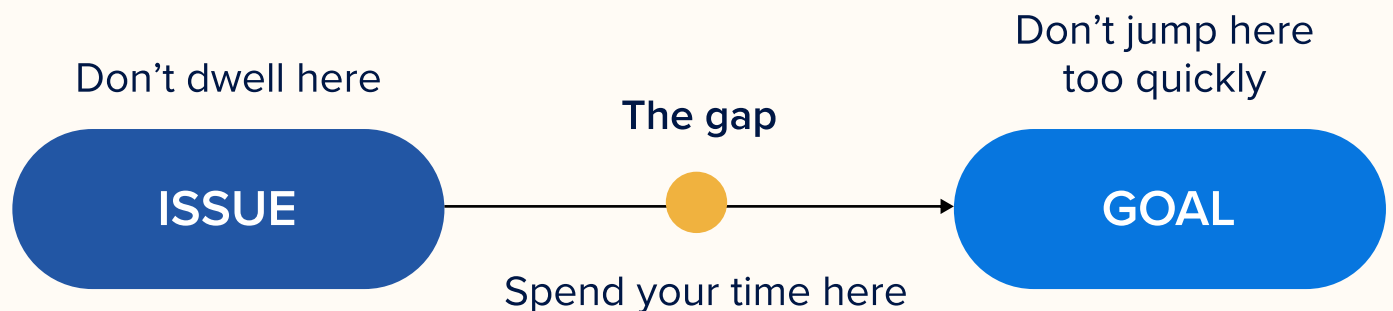 Don’t dwell here
ISSUE
The gap
Spend your time here
Don’t jump here
too quickly
GOAL